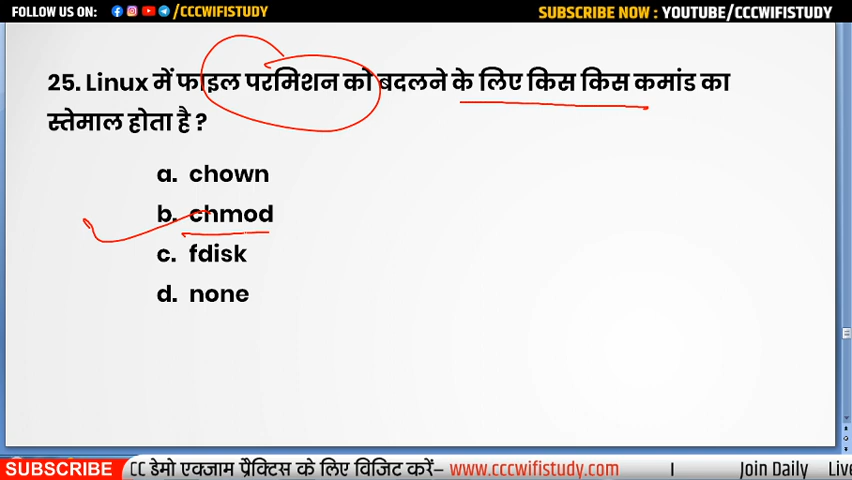 FOLLOW US ON: /CCCWIFISTUDY
SUBSCRIBE NOW : YOUTUBE/CCCWIFISTUDY
25. Linux में फाइल परमिशन को बदलने के लिए किस किस कमांड का
स्तेमाल होता है ?
a. chown
b. chmod
c. fdisk
d. none
SUBSCRIBE CC डेमो एक्जाम प्रैक्टिस के लिए विजिट करें– www.cccwifistudy.com I Join Daily Live